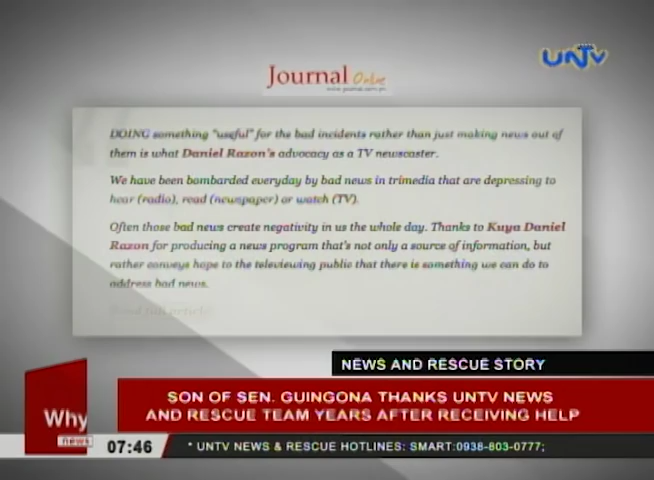 UNTV
Journal Online
www.journal.com.ph
DOING something "useful" for the bad incidents rather than just making news out of
them is what Daniel Razon's advocacy as a TV newscaster.
We have been bombarded everyday by bad news in trimedia that are depressing to
hear (radio), read (newspaper) or watch (TV).
Often those bad news create negativity in us the whole day. Thanks to Kuya Daniel
Razon for producing a news program that's not only a source of information, but
rather conveys hope to the televiewing public that there is something we can do to
address bad news.
Read full article
NEWS AND RESCUE STORY
SON OF SEN. GUINGONA THANKS UNTV NEWS
AND RESCUE TEAM YEARS AFTER RECEIVING HELP
Why
news
07:46
* UNTV NEWS & RESCUE HOTLINES: SMART:0938-803-0777;